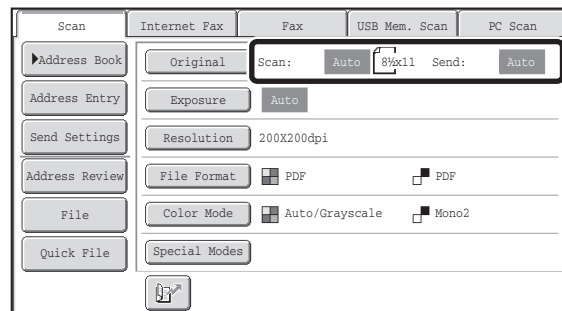 Scan Internet Fax Fax USB Mem. Scan PC Scan
Address Book Original Scan: Auto 8½x11 Send: Auto
Address Entry Exposure Auto
Send Settings Resolution 200X200dpi
Address Review File Format PDF PDF
File Color Mode Auto/Grayscale Mono2
Quick File Special Modes